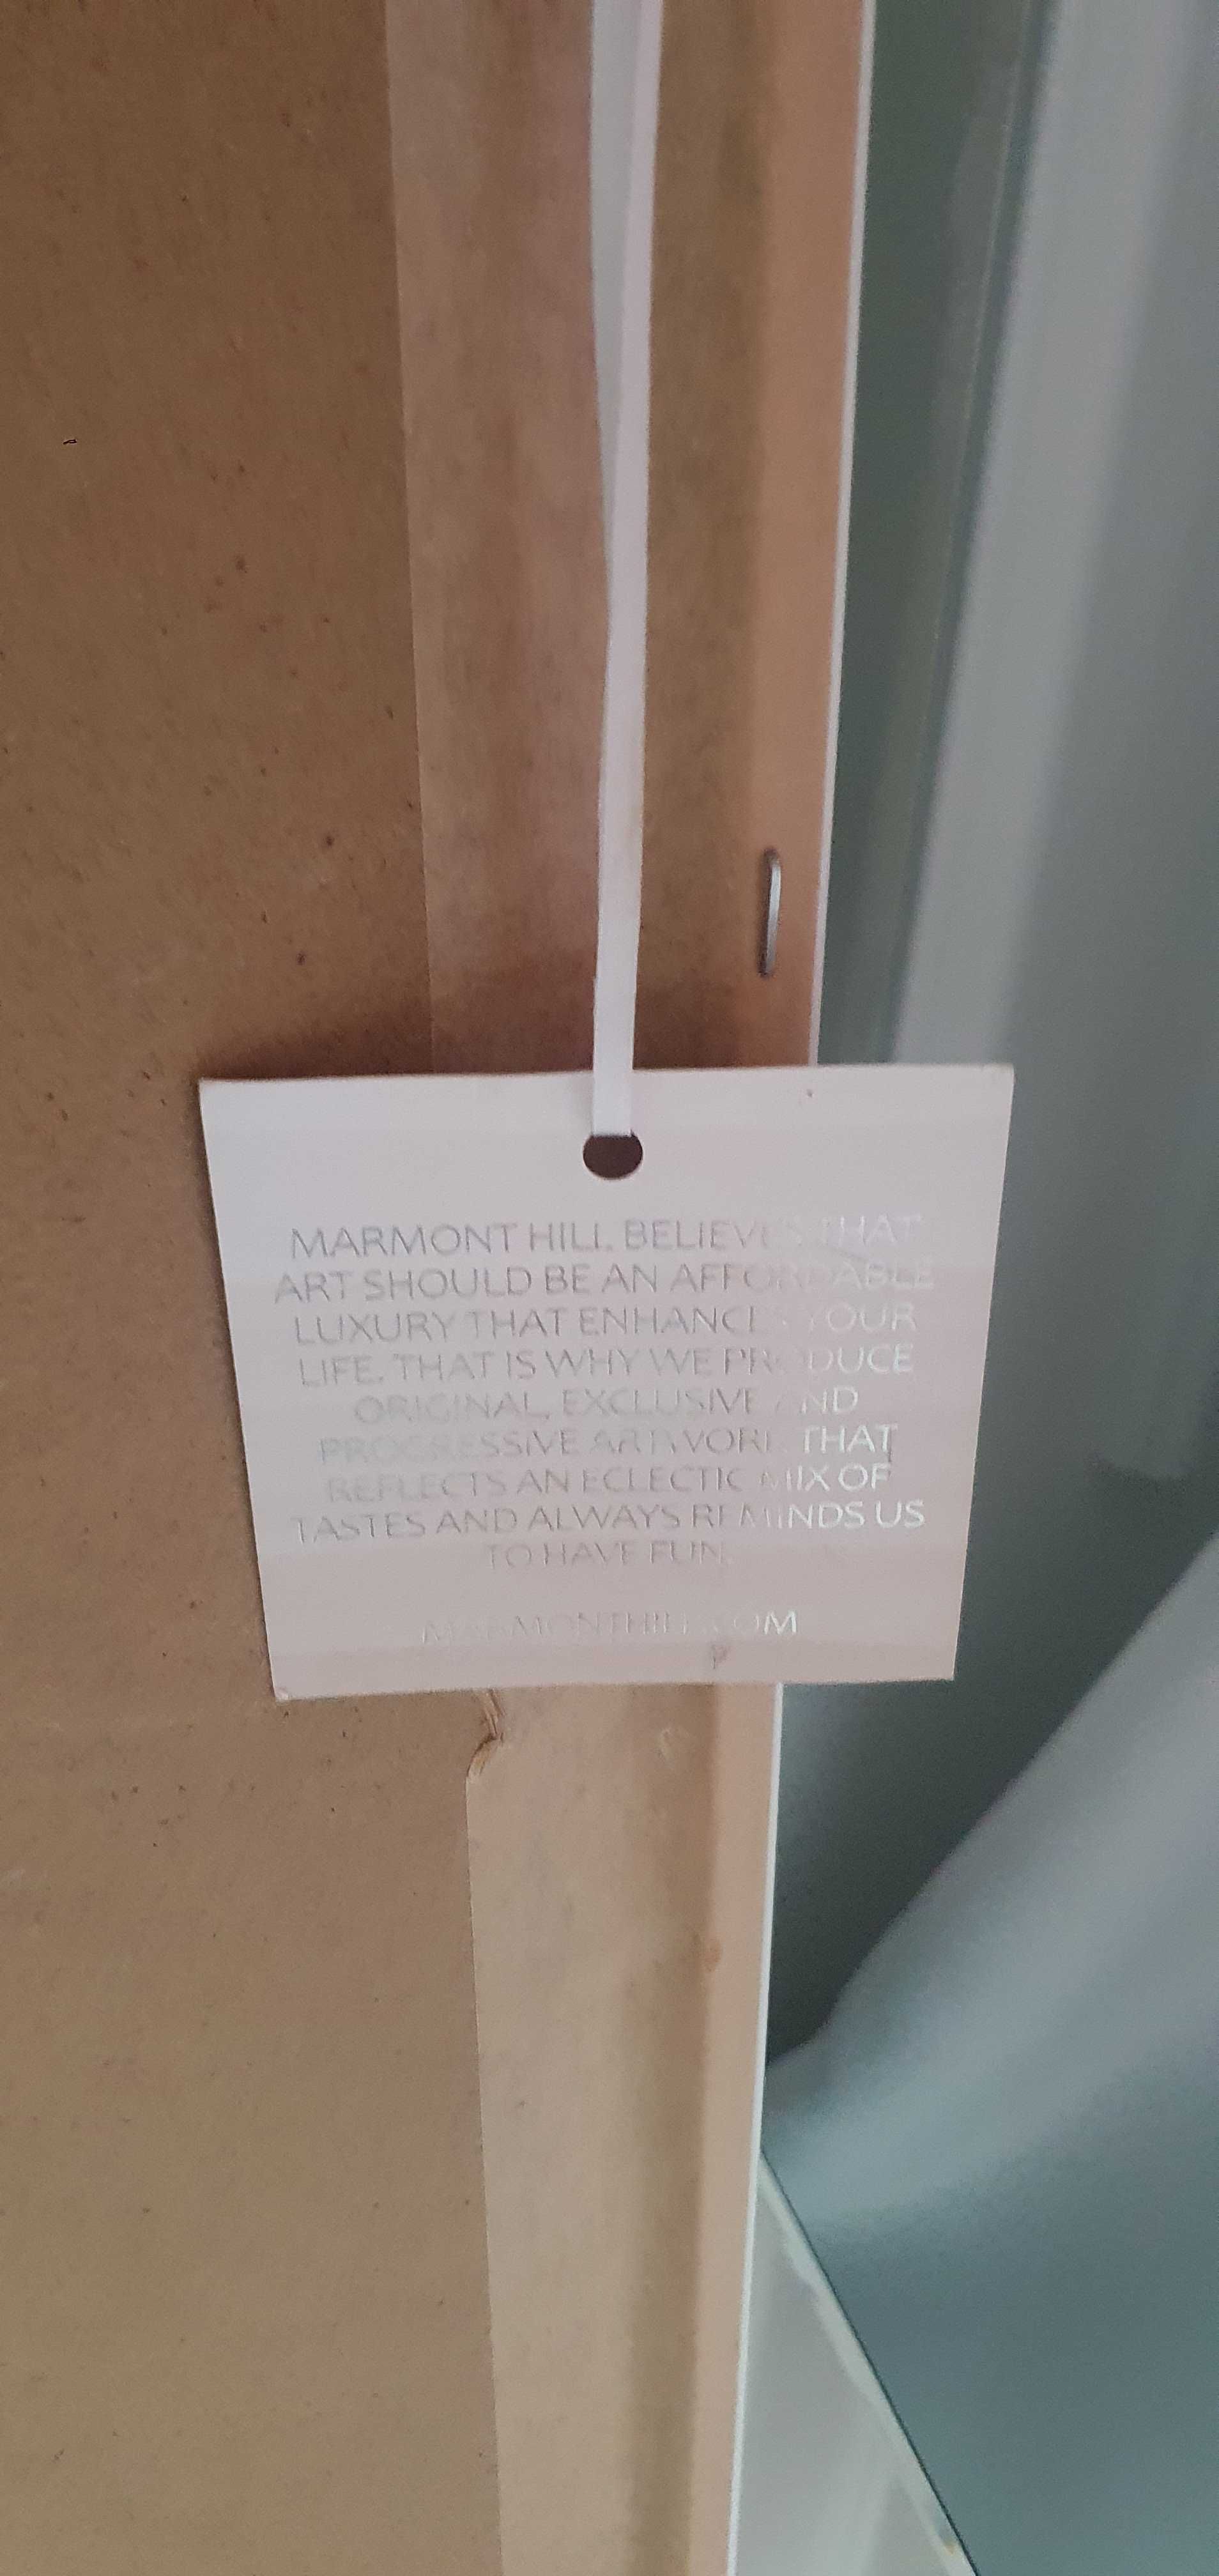 MARMONT HILL BELIEVES THAT
ART SHOULD BE AN AFFORDABLE
LUXURY THAT ENHANCES YOUR
LIFE. THAT IS WHY WE PRODUCE
ORIGINAL, EXCLUSIVE AND
PROGRESSIVE ARTWORK THAT
REFLECTS AN ECLECTIC MIX OF
TASTES AND ALWAYS REMINDS US
TO HAVE FUN.
MARMONTHILL.COM